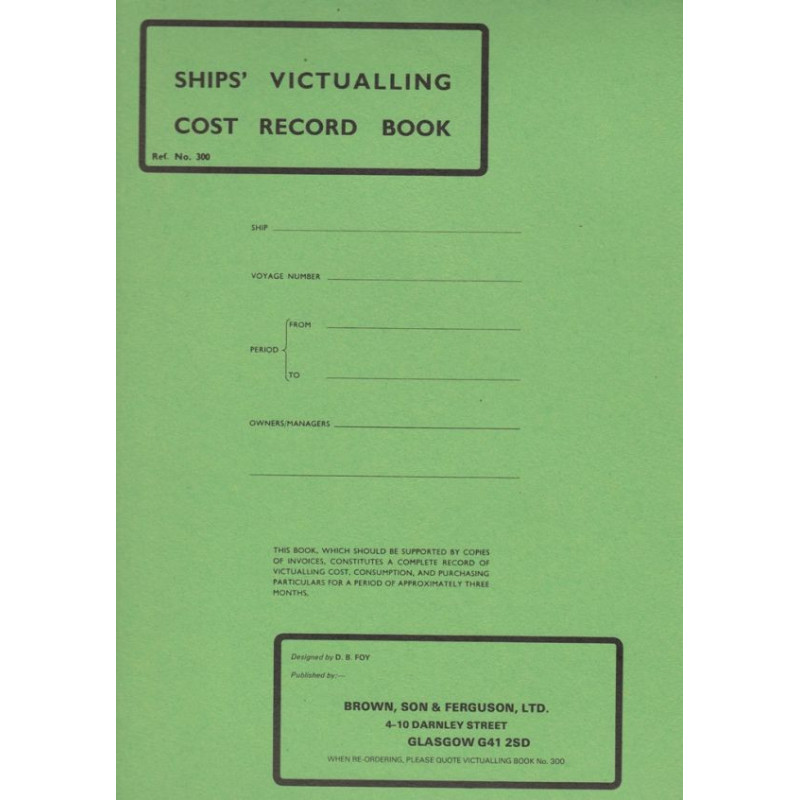 SHIPS' VICTUALLING
COST RECORD BOOK
Ref. No. 300
SHIP
VOYAGE NUMBER
FROM
PERIOD
TO
OWNERS/MANAGERS
THIS BOOK, WHICH SHOULD BE SUPPORTED BY COPIES
OF INVOICES, CONSTITUTES A COMPLETE RECORD OF
VICTUALLING COST, CONSUMPTION, AND PURCHASING
PARTICULARS FOR A PERIOD OF APPROXIMATELY THREE
MONTHS.
Designed by D. B. FOY
Published by:—
BROWN, SON & FERGUSON, LTD.
4-10 DARNLEY STREET
GLASGOW G41 2SD
WHEN RE-ORDERING, PLEASE QUOTE VICTUALLING BOOK No. 300